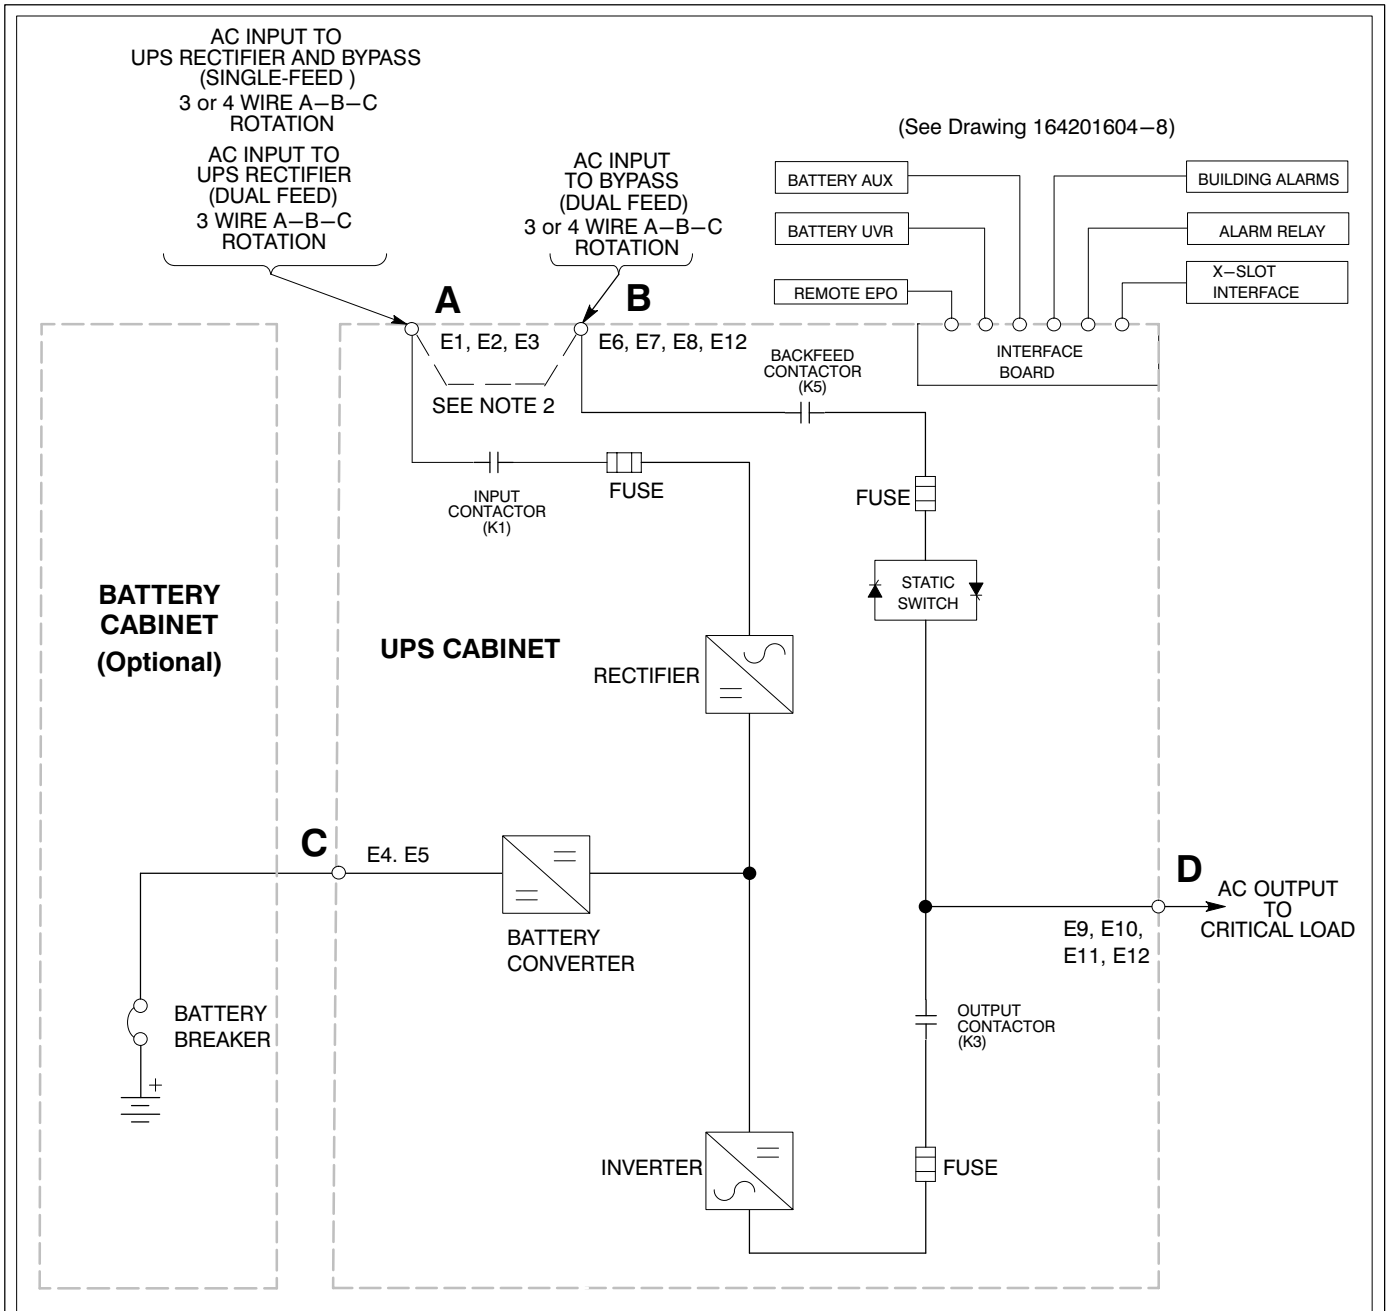 AC INPUT TO
UPS RECTIFIER AND BYPASS
(SINGLE-FEED )
3 or 4 WIRE A–B–C
ROTATION
AC INPUT TO
UPS RECTIFIER
(DUAL FEED)
3 WIRE A–B–C
ROTATION
AC INPUT
TO BYPASS
(DUAL FEED)
3 or 4 WIRE A–B–C
ROTATION
(See Drawing 164201604–8)
BATTERY AUX
BATTERY UVR
REMOTE EPO
BUILDING ALARMS
ALARM RELAY
X–SLOT
INTERFACE
A
B
E1, E2, E3
E6, E7, E8, E12
SEE NOTE 2
INTERFACE
BOARD
BACKFEED
CONTACTOR
(K5)
INPUT
CONTACTOR
(K1)
FUSE
FUSE
STATIC
SWITCH
BATTERY
CABINET
(Optional)
UPS CABINET
RECTIFIER
C
E4. E5
BATTERY
CONVERTER
D
AC OUTPUT
TO
CRITICAL LOAD
E9, E10,
E11, E12
BATTERY
BREAKER
+
OUTPUT
CONTACTOR
(K3)
INVERTER
FUSE